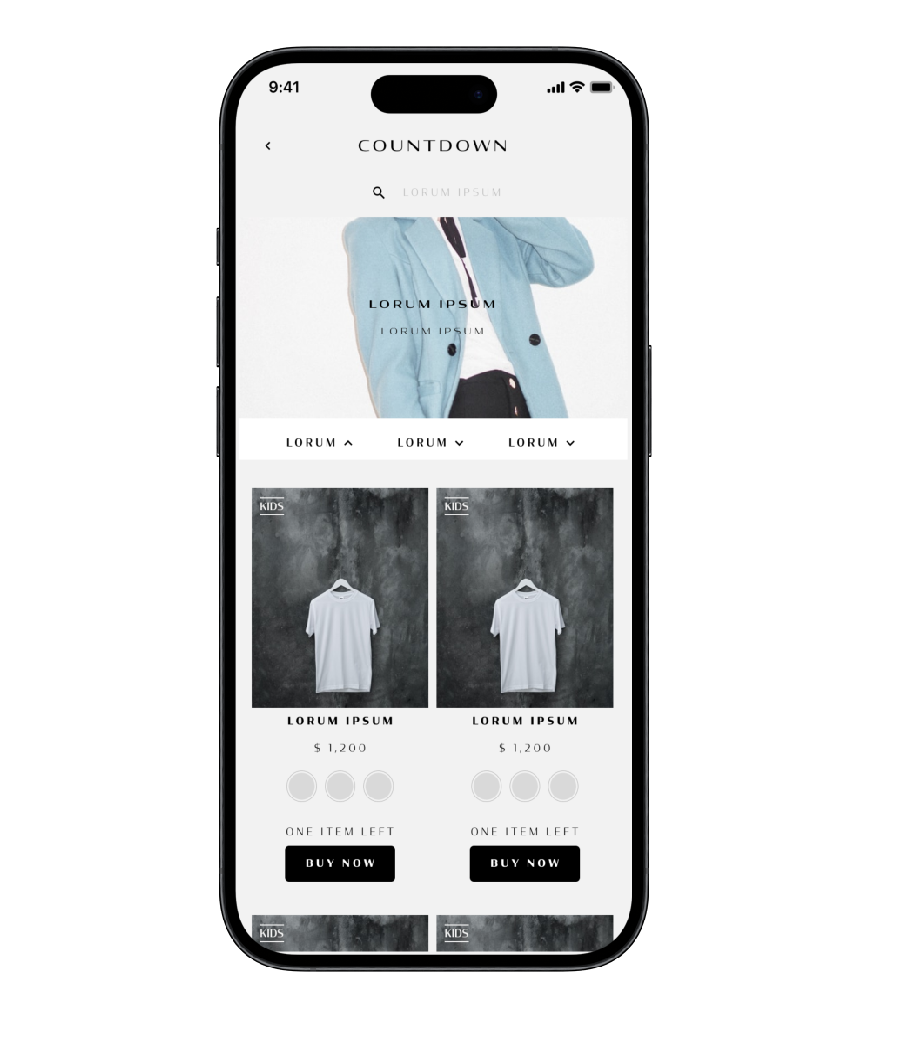 9:41
COUNTDOWN
LORUM IPSUM
LORUM IPSUM
LORUM IPSUM
LORUM LORUM LORUM
KIDS KIDS
LORUM IPSUM LORUM IPSUM
$ 1,200 $ 1,200
ONE ITEM LEFT ONE ITEM LEFT
BUY NOW BUY NOW
KIDS KIDS